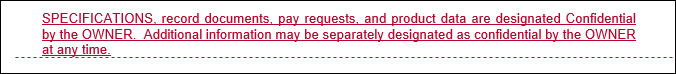 SPECIFICATIONS, record documents, pay requests, and product data are designated Confidential
by the OWNER.  Additional information may be separately designated as confidential by the OWNER
at any time.